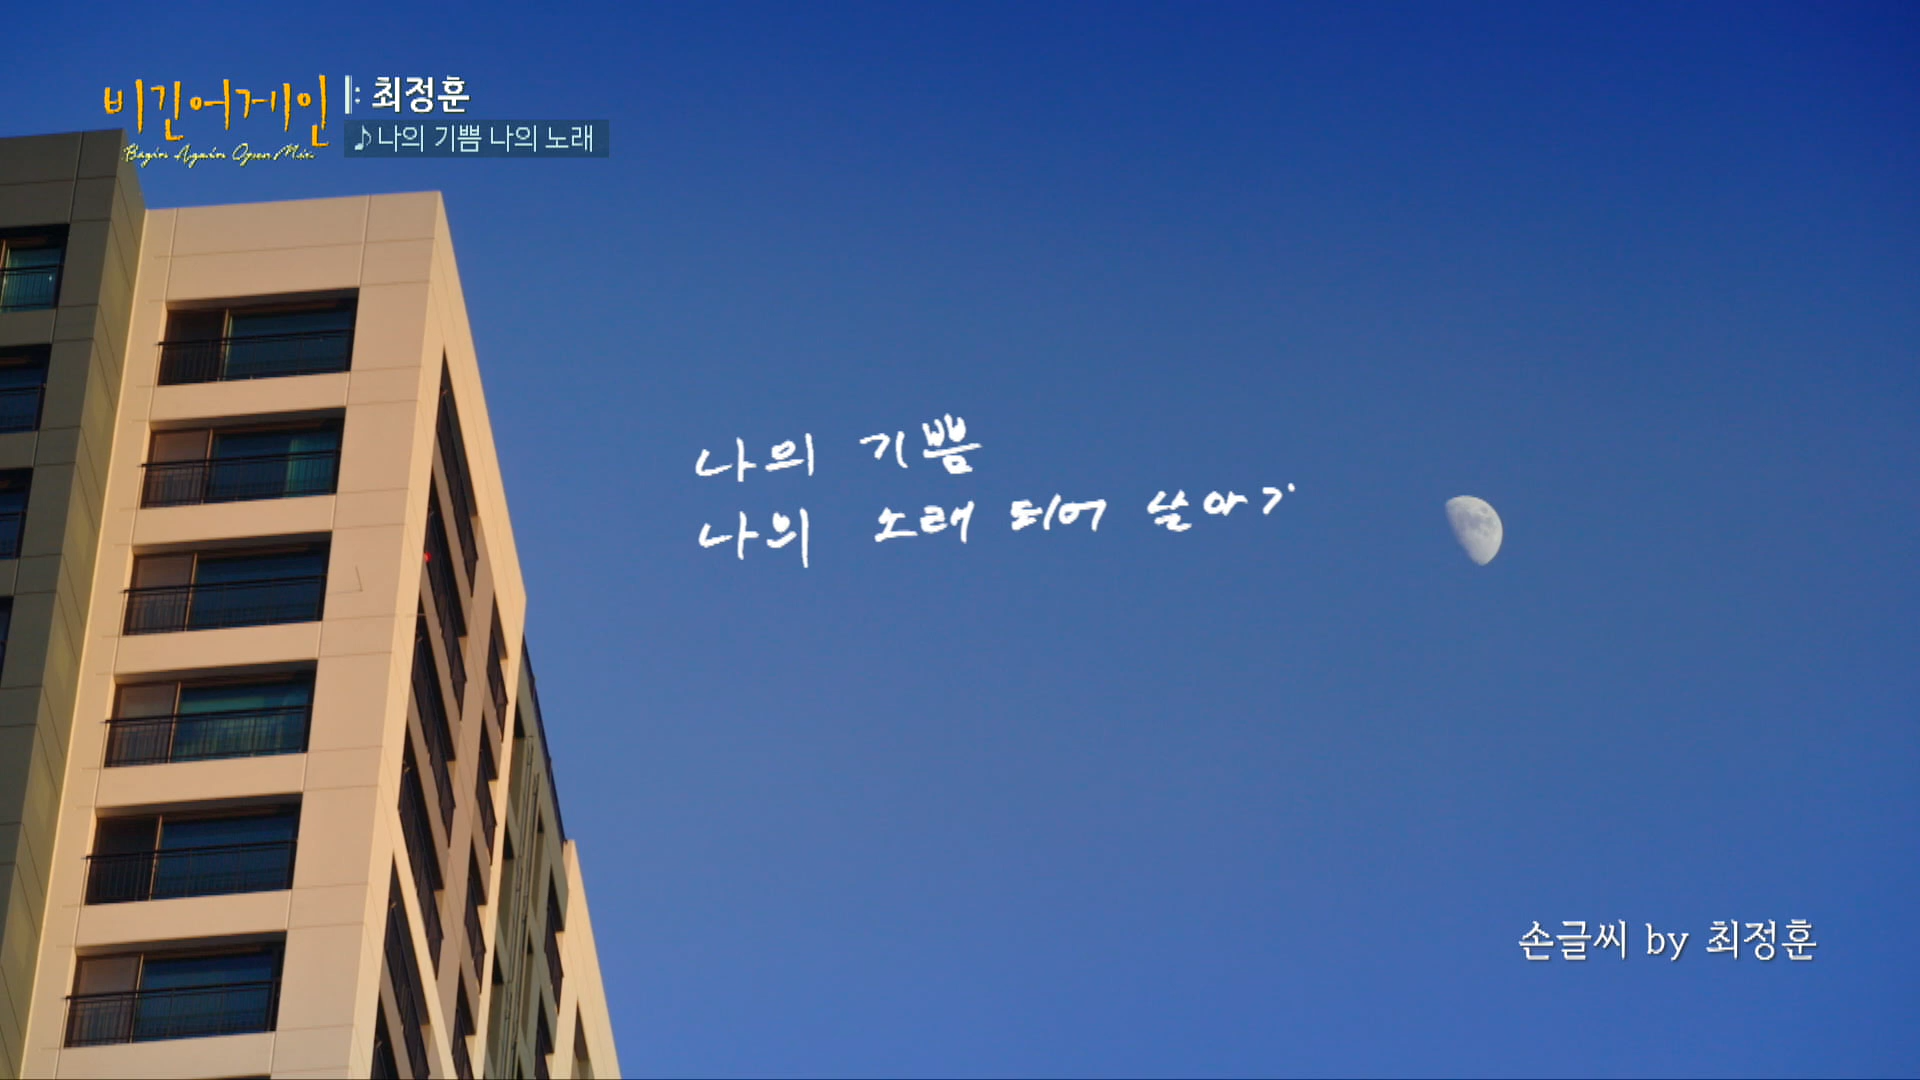 비긴어게인
Begin Again Open Mic
최정훈
♪나의 기쁨 나의 노래
나의 기쁨
나의 노래 되어 날아가
손글씨 by 최정훈